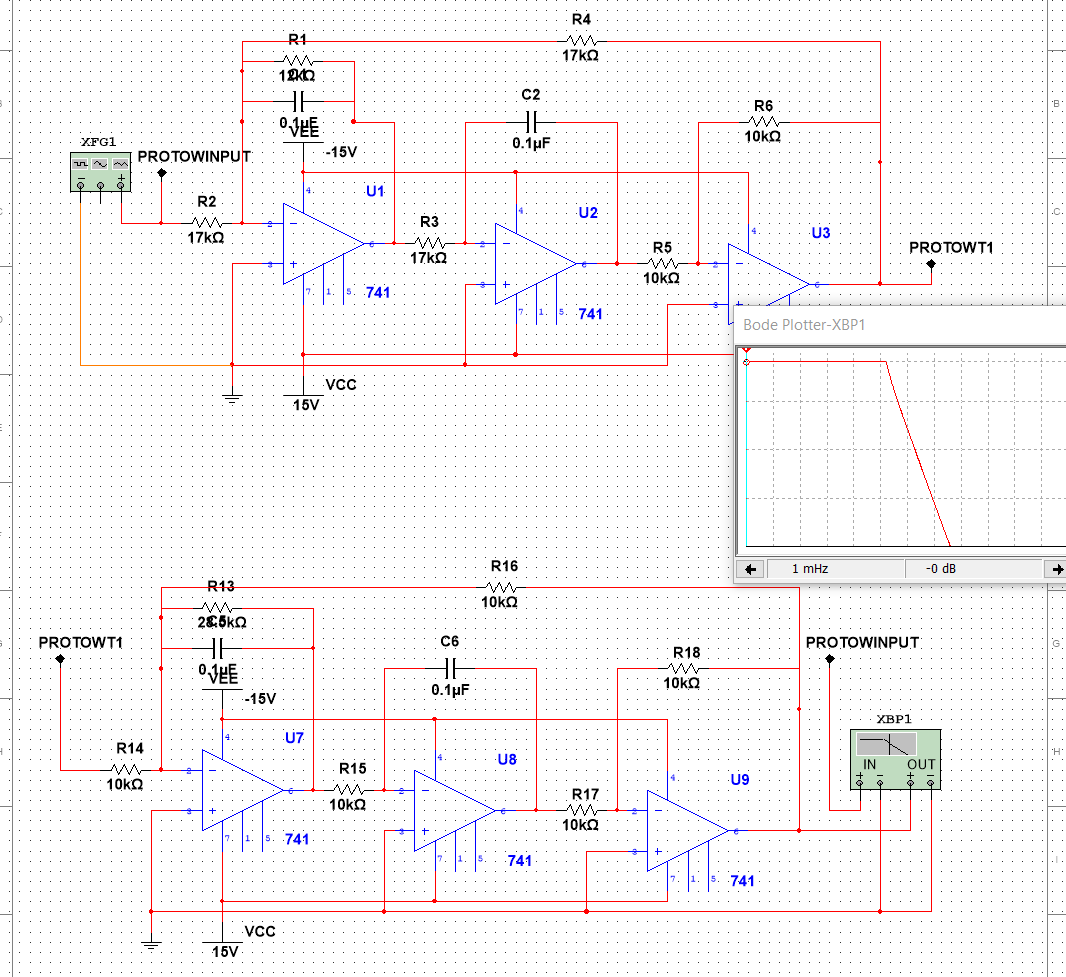 R4
17kΩ
R1
12kΩ
C2
0.1µF
0.1µF
R6
10kΩ
XFG1
PROTOWINPUT
VEE
-15V
U1
R2
17kΩ
R3
17kΩ
U2
R5
10kΩ
U3
PROTOWT1
741
741
VCC
15V
Bode Plotter-XBP1
1 mHz
-0 dB
R16
10kΩ
R13
C5
0.1µF
PROTOWT1
C6
0.1µF
R18
10kΩ
PROTOWINPUT
VEE
-15V
U7
R14
10kΩ
R15
10kΩ
U8
R17
10kΩ
U9
XBP1
IN OUT
741
741
741
VCC
15V